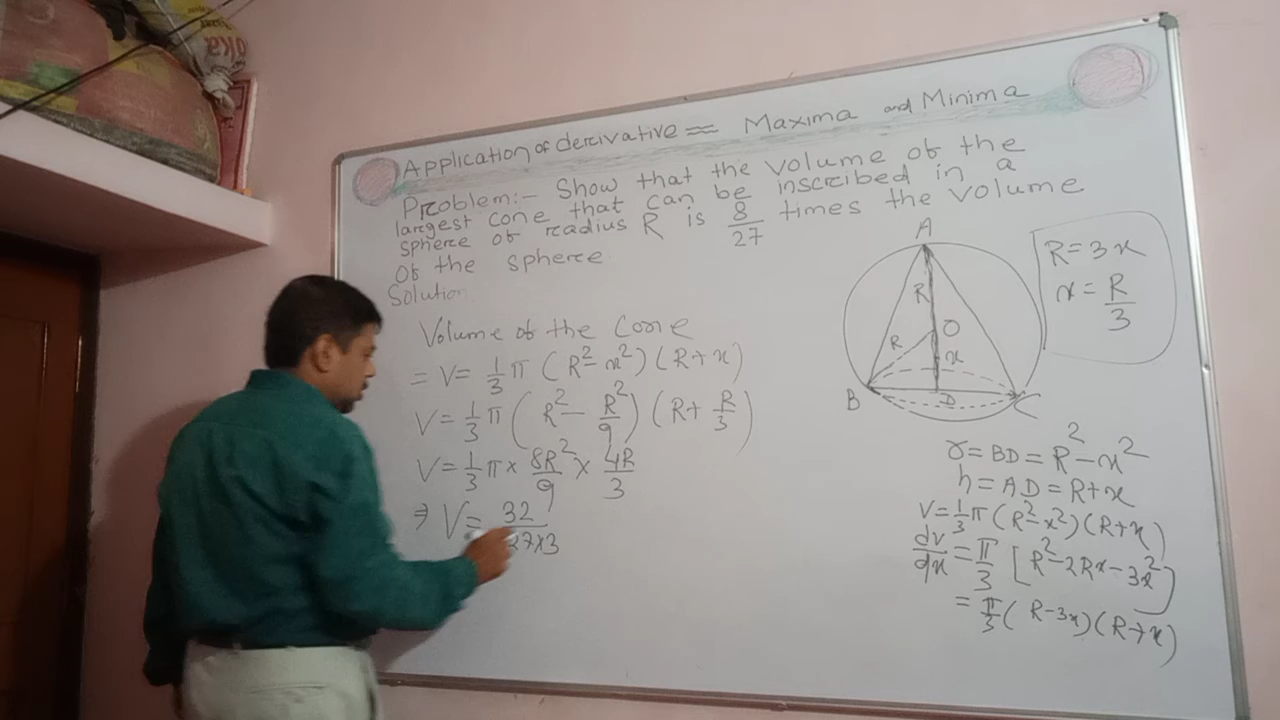 Application of dercivative = Maxima and Minima
Problem:- Show that the volume of the
largest cone that can be inscribed in a
sphere of radius R is 8/27 times the volume
of the sphere.
Solution
Volume of the Cone
= V = 1/3 π (R² - x²)(R + x)
V = 1/3 π (R² - R²/9)(R + R/3)
V = 1/3 π × 8R²/9 × 4R/3
⇒ V = 32/27×3
A
R
R
O
x
B
D
C
R = 3x
x = R/3
r = BD = R² - x²
h = AD = R + x
V = 1/3 π (R² - x²)(R + x)
dv/dx = π/3 [R² - 2Rx - 3x²]
= π/3 (R - 3x)(R + x)